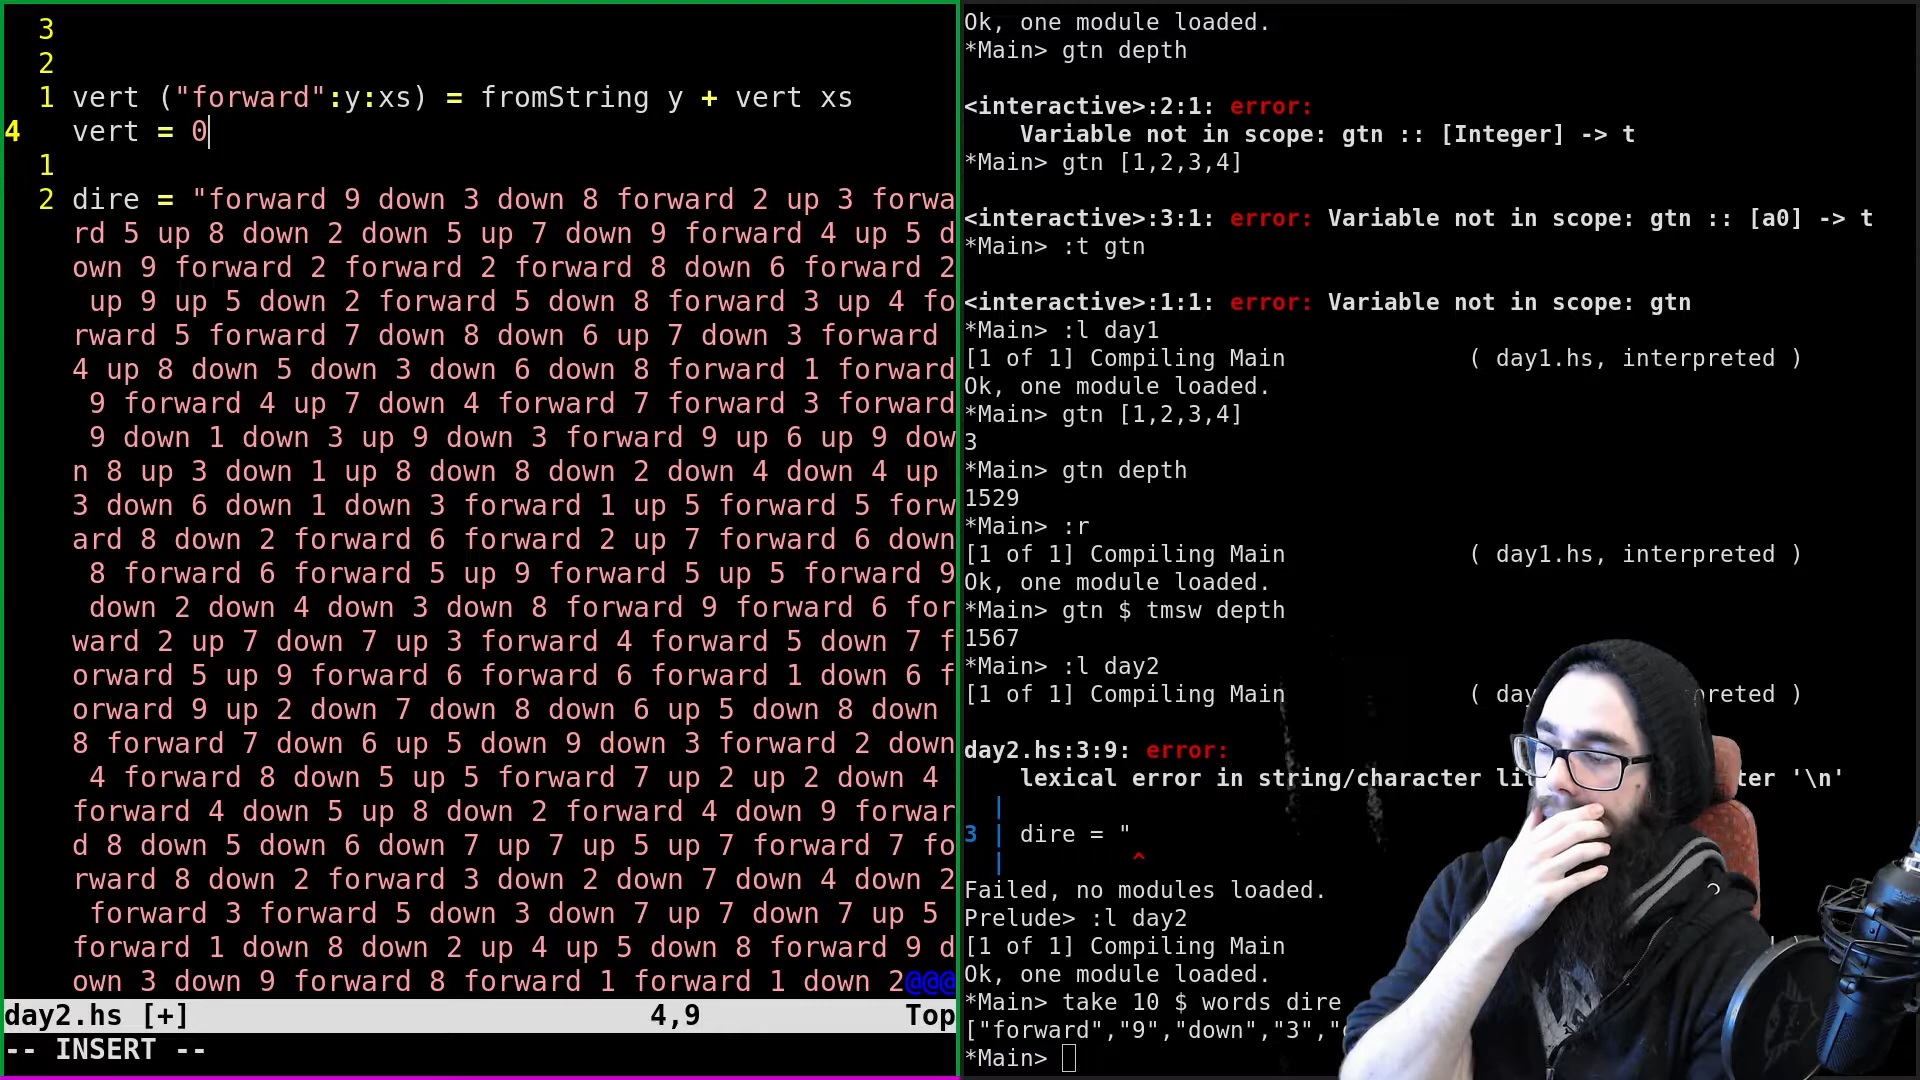 3
2
1 vert ("forward":y:xs) = fromString y + vert xs
4 vert = 0
1
2 dire = "forward 9 down 3 down 8 forward 2 up 3 forwa
rd 5 up 8 down 2 down 5 up 7 down 9 forward 4 up 5 d
own 9 forward 2 forward 2 forward 8 down 6 forward 2
up 9 up 5 down 2 forward 5 down 8 forward 3 up 4 fo
rward 5 forward 7 down 8 down 6 up 7 down 3 forward
4 up 8 down 5 down 3 down 6 down 8 forward 1 forward
9 forward 4 up 7 down 4 forward 7 forward 3 forward
9 down 1 down 3 up 9 down 3 forward 9 up 6 up 9 dow
n 8 up 3 down 1 up 8 down 8 down 2 down 4 down 4 up
3 down 6 down 1 down 3 forward 1 up 5 forward 5 forw
ard 8 down 2 forward 6 forward 2 up 7 forward 6 down
8 forward 6 forward 5 up 9 forward 5 up 5 forward 9
down 2 down 4 down 3 down 8 forward 9 forward 6 for
ward 2 up 7 down 7 up 3 forward 4 forward 5 down 7 f
orward 5 up 9 forward 6 forward 6 forward 1 down 6 f
orward 9 up 2 down 7 down 8 down 6 up 5 down 8 down
8 forward 7 down 6 up 5 down 9 down 3 forward 2 down
4 forward 8 down 5 up 5 forward 7 up 2 up 2 down 4
forward 4 down 5 up 8 down 2 forward 4 down 9 forwar
d 8 down 5 down 6 down 7 up 7 up 5 up 7 forward 7 fo
rward 8 down 2 forward 3 down 2 down 7 down 4 down 2
forward 3 forward 5 down 3 down 7 up 7 down 7 up 5
forward 1 down 8 down 2 up 4 up 5 down 8 forward 9 d
own 3 down 9 forward 8 forward 1 forward 1 down 2@@@
day2.hs [+] 4,9 Top
-- INSERT --
Ok, one module loaded.
*Main> gtn depth
<interactive>:2:1: error:
Variable not in scope: gtn :: [Integer] -> t
*Main> gtn [1,2,3,4]
<interactive>:3:1: error: Variable not in scope: gtn :: [a0] -> t
*Main> :t gtn
<interactive>:1:1: error: Variable not in scope: gtn
*Main> :l day1
[1 of 1] Compiling Main ( day1.hs, interpreted )
Ok, one module loaded.
*Main> gtn [1,2,3,4]
3
*Main> gtn depth
1529
*Main> :r
[1 of 1] Compiling Main ( day1.hs, interpreted )
Ok, one module loaded.
*Main> gtn $ tmsw depth
1567
*Main> :l day2
[1 of 1] Compiling Main ( day preted )
day2.hs:3:9: error:
lexical error in string/character li ter '\n'
|
3 | dire = "
| ^
Failed, no modules loaded.
Prelude> :l day2
[1 of 1] Compiling Main
Ok, one module loaded.
*Main> take 10 $ words dire
["forward","9","down","3","
*Main>